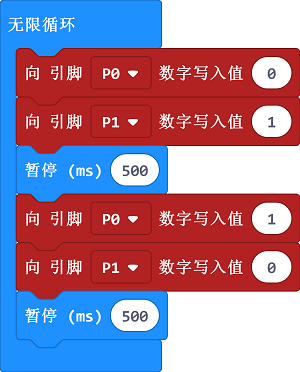 无限循环
向 引脚 P0 数字写入值 0
向 引脚 P1 数字写入值 1
暂停 (ms) 500
向 引脚 P0 数字写入值 1
向 引脚 P1 数字写入值 0
暂停 (ms) 500